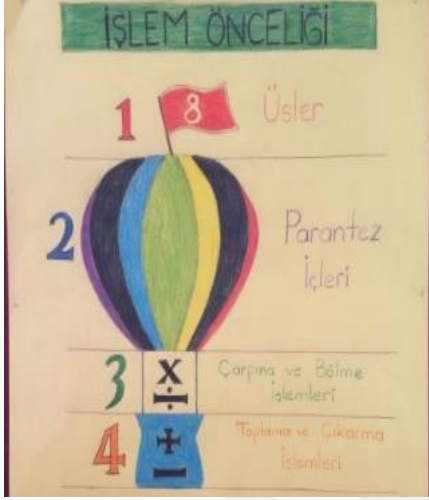 İŞLEM ÖNCELİĞİ
1 8 Üsler
2 Parantez
İçleri
3 x ÷ Çarpma ve Bölme
İşlemleri
4 + - Toplama ve Çıkarma
İşlemleri